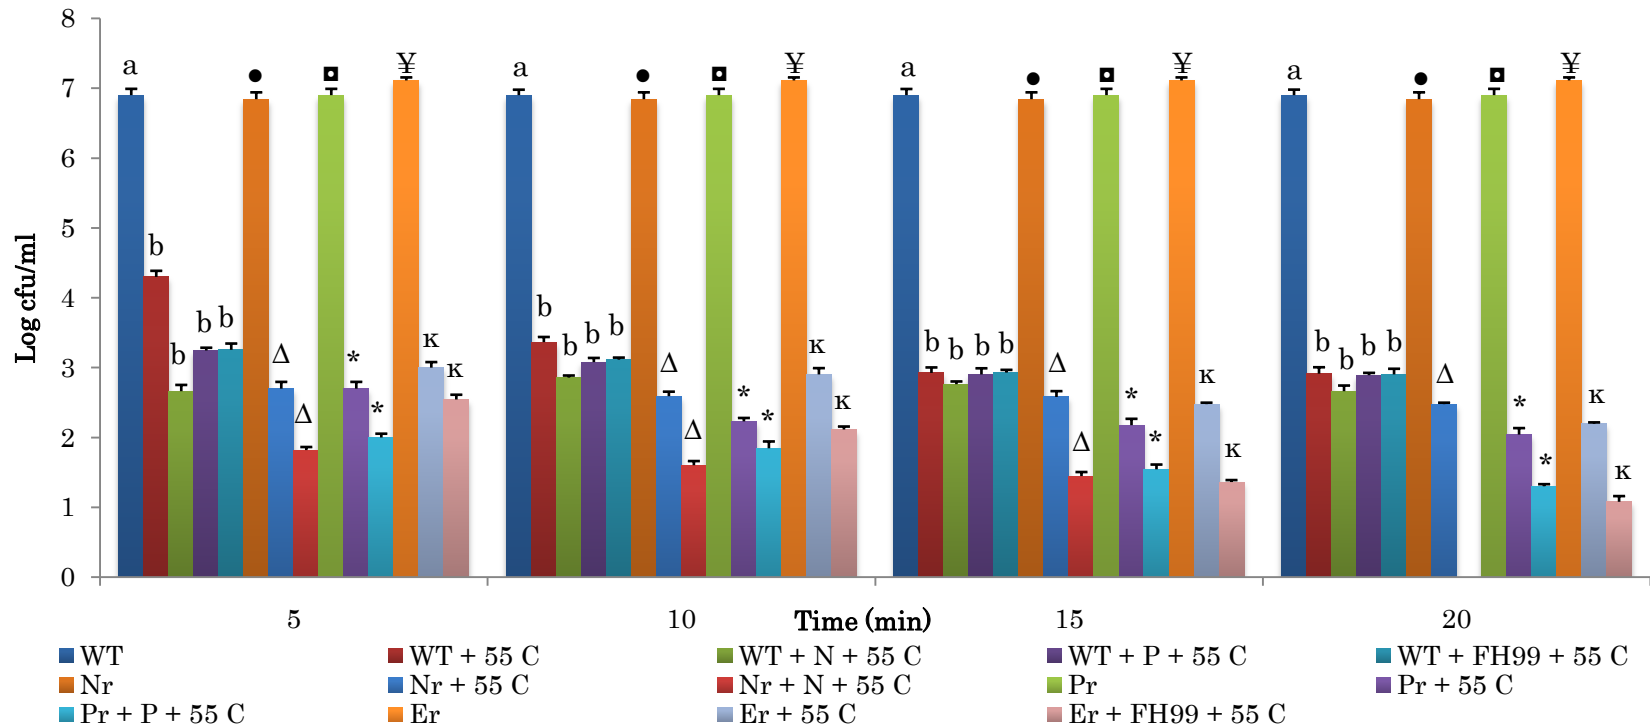 8
7
6
5
4
3
2
1
0
Log cfu/ml
a ● ◘ ¥ a ● ◘ ¥ a ● ◘ ¥ a ● ◘ ¥
b b b b Δ Δ * * κ κ
b b b b Δ Δ * * κ κ
b b b b Δ Δ * * κ κ
b b b b Δ * * κ κ
5 10 15 20
Time (min)
WT WT + 55 C WT + N + 55 C WT + P + 55 C WT + FH99 + 55 C
Nr Nr + 55 C Nr + N + 55 C Pr Pr + 55 C
Pr + P + 55 C Er Er + 55 C Er + FH99 + 55 C